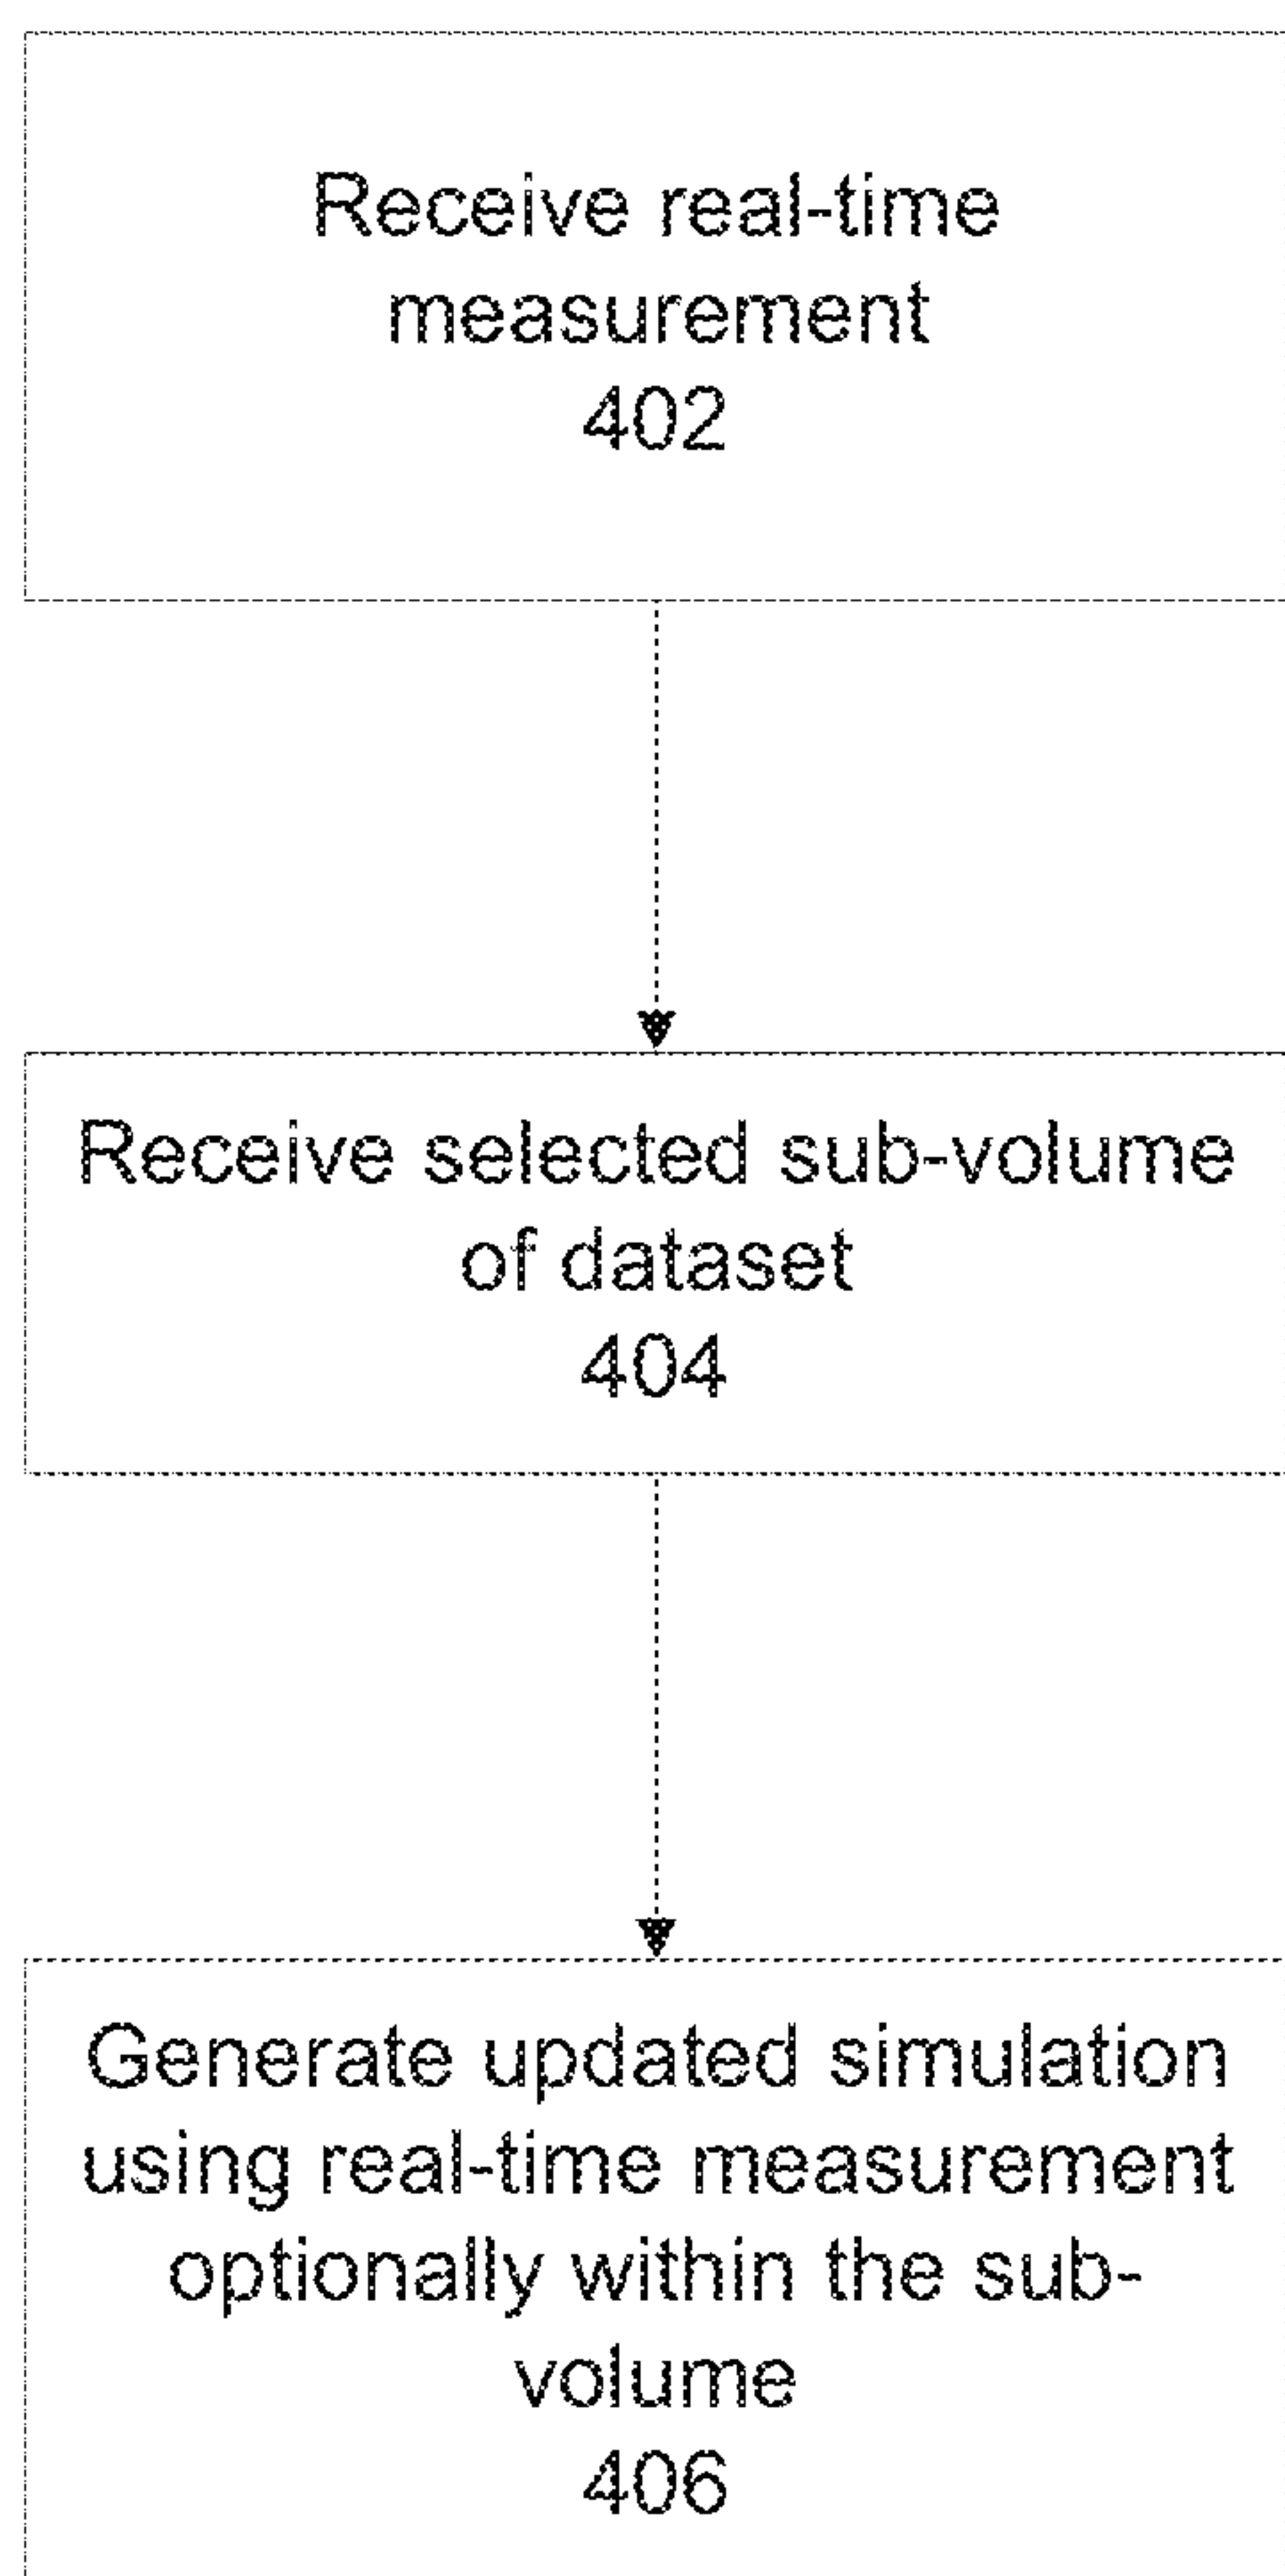 Receive real-time
measurement
402
Receive selected sub-volume
of dataset
404
Generate updated simulation
using real-time measurement
optionally within the sub-
volume
406